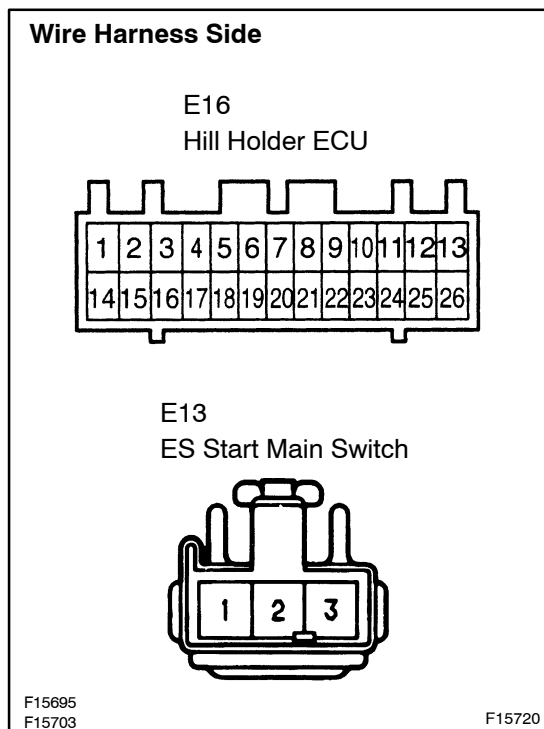 Wire Harness Side
E16
Hill Holder ECU
1 2 3 4 5 6 7 8 9 10 11 12 13
14 15 16 17 18 19 20 21 22 23 24 25 26
E13
ES Start Main Switch
1 2 3
F15695
F15703
F15720